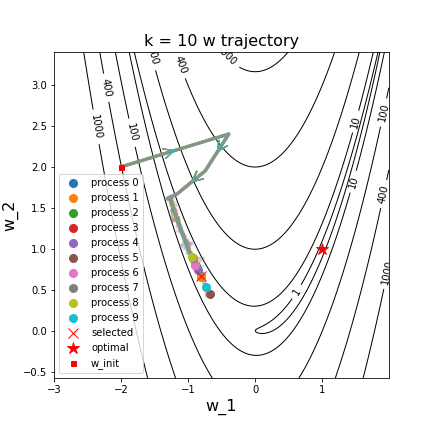 k = 10 w trajectory
400
400
1000
400
100
10
100
10
400
1000
1
3.0
2.5
2.0
1.5
1.0
0.5
0.0
−0.5
w_2
process 0
process 1
process 2
process 3
process 4
process 5
process 6
process 7
process 8
process 9
selected
optimal
w_init
−3
−2
−1
0
1
w_1